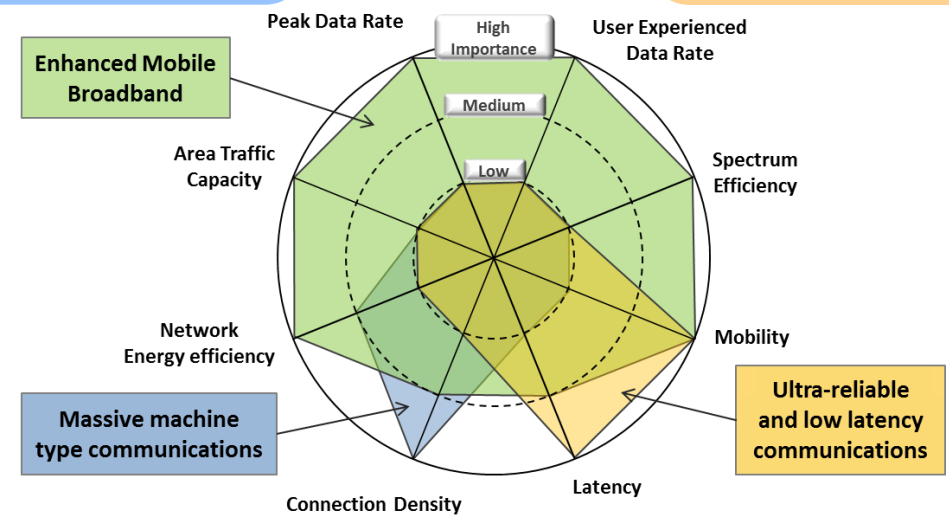 Peak Data Rate
High
Importance
User Experienced
Data Rate
Enhanced Mobile
Broadband
Medium
Area Traffic
Capacity
Low
Spectrum
Efficiency
Network
Energy efficiency
Mobility
Massive machine
type communications
Ultra-reliable
and low latency
communications
Connection Density
Latency